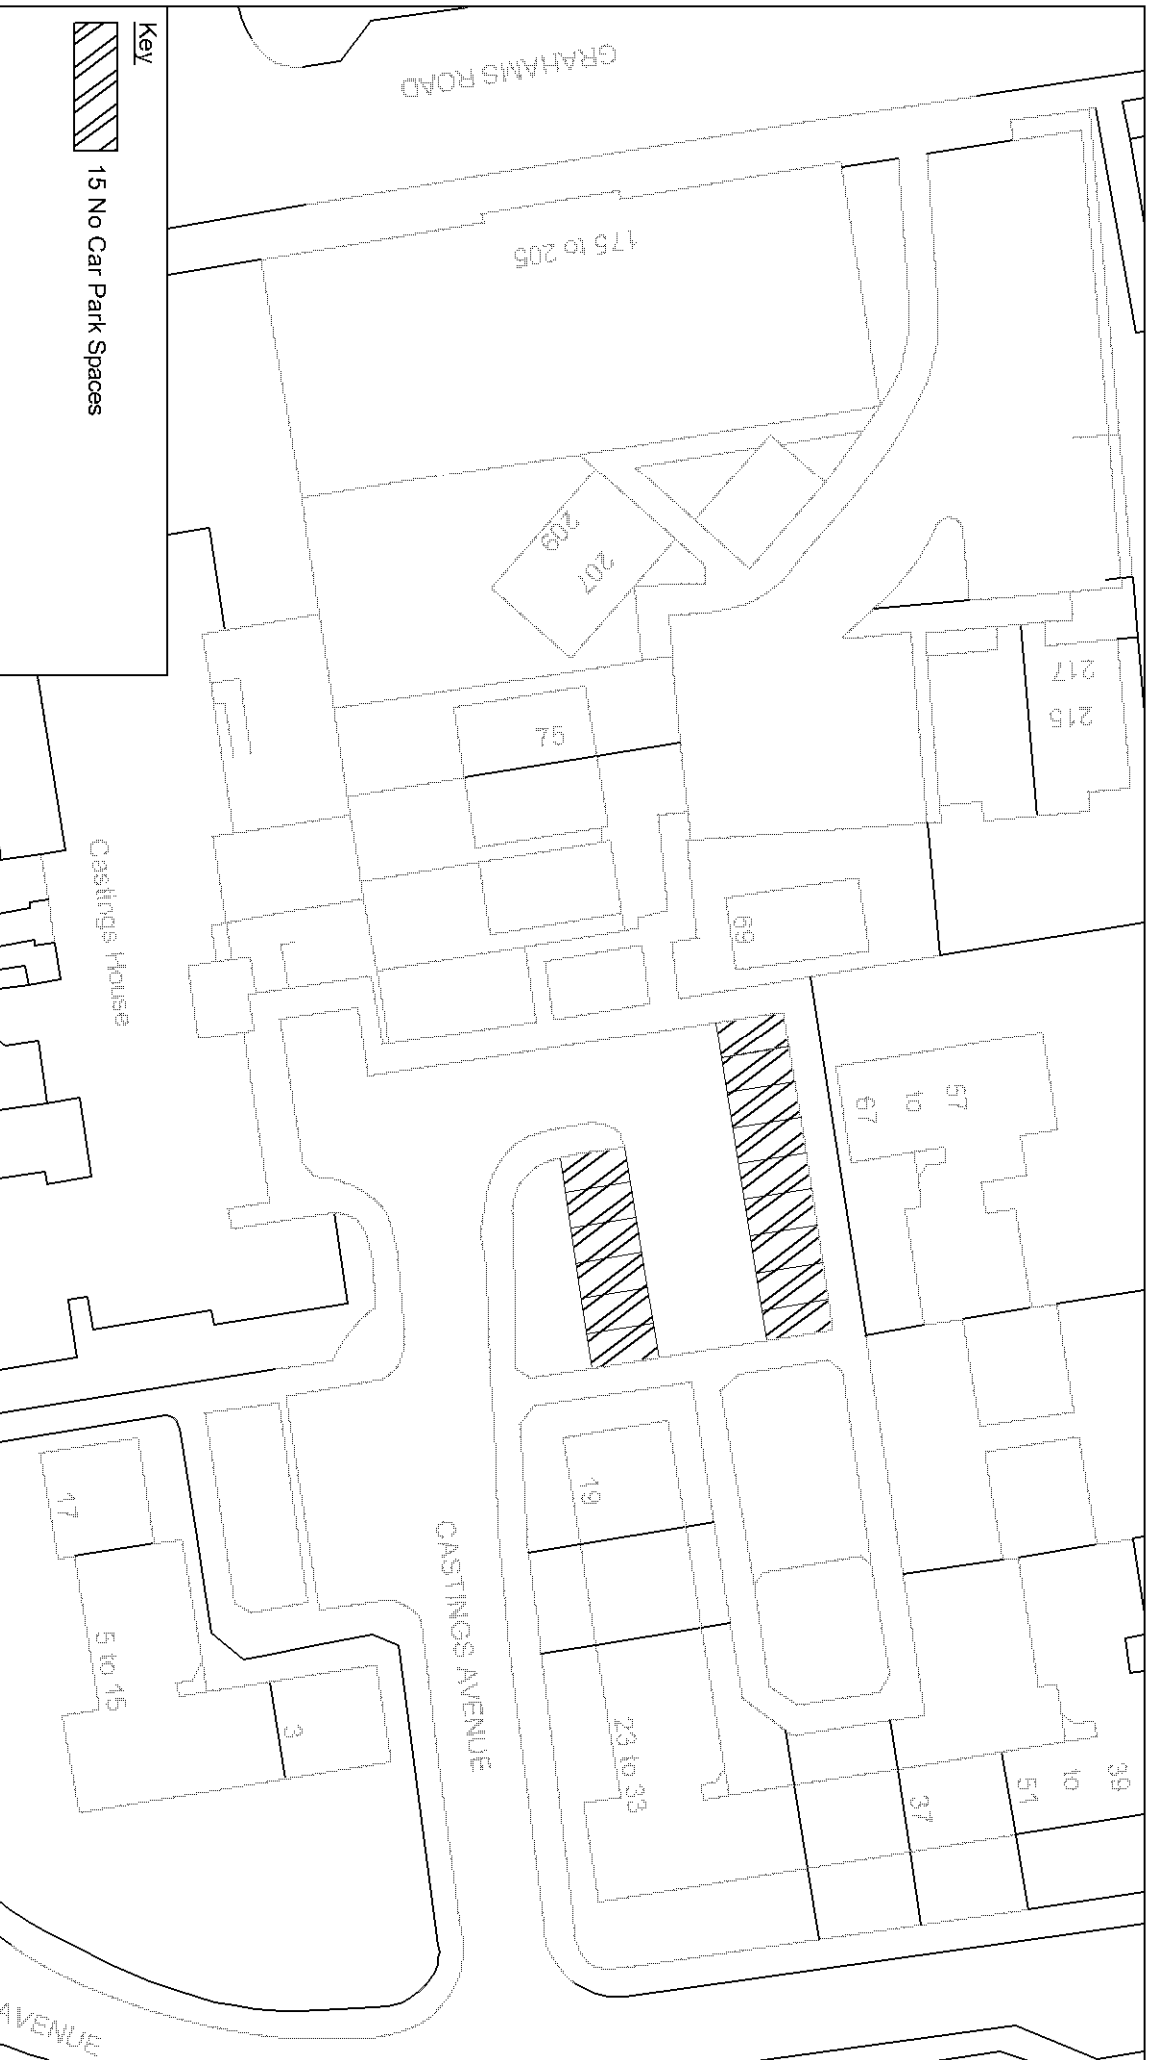 Key
15 No Car Park Spaces
GRAHAMS ROAD
175 to 205
209
207
217
215
75
69
Castings House
67
to
57
19
17
5 to 15
3
CASTINGS AVENUE
23 to 33
37
51
to
39
AVENUE